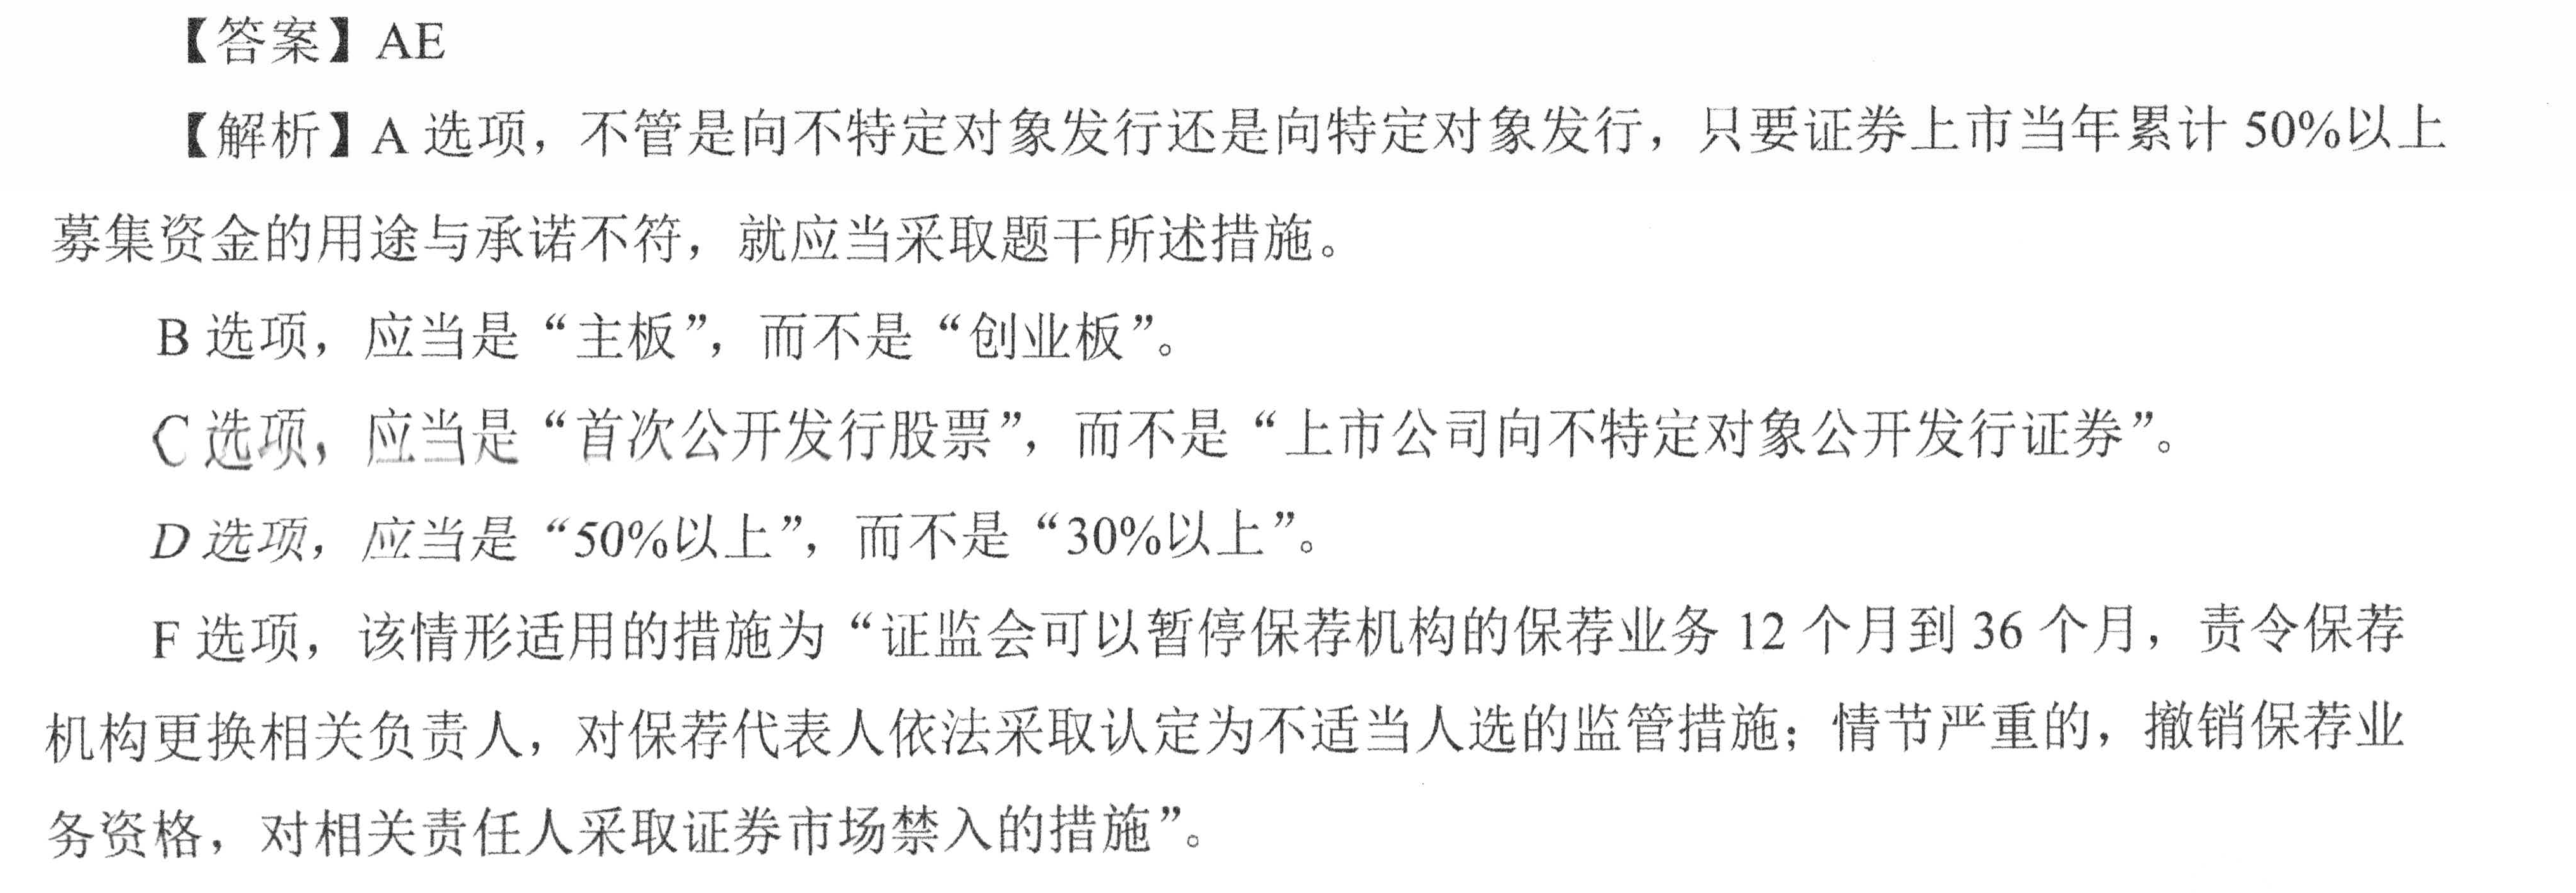 【答案】AE
【解析】A 选项，不管是向不特定对象发行还是向特定对象发行，只要证券上市当年累计 50%以上
募集资金的用途与承诺不符，就应当采取题干所述措施。
B 选项，应当是“主板”，而不是“创业板”。
C 选项，应当是“首次公开发行股票”，而不是“上市公司向不特定对象公开发行证券”。
D 选项，应当是“50%以上”，而不是“30%以上”。
F 选项，该情形适用的措施为“证监会可以暂停保荐机构的保荐业务 12 个月到 36 个月，责令保荐
机构更换相关负责人，对保荐代表人依法采取认定为不适当人选的监管措施；情节严重的，撤销保荐业
务资格，对相关责任人采取证券市场禁入的措施”。